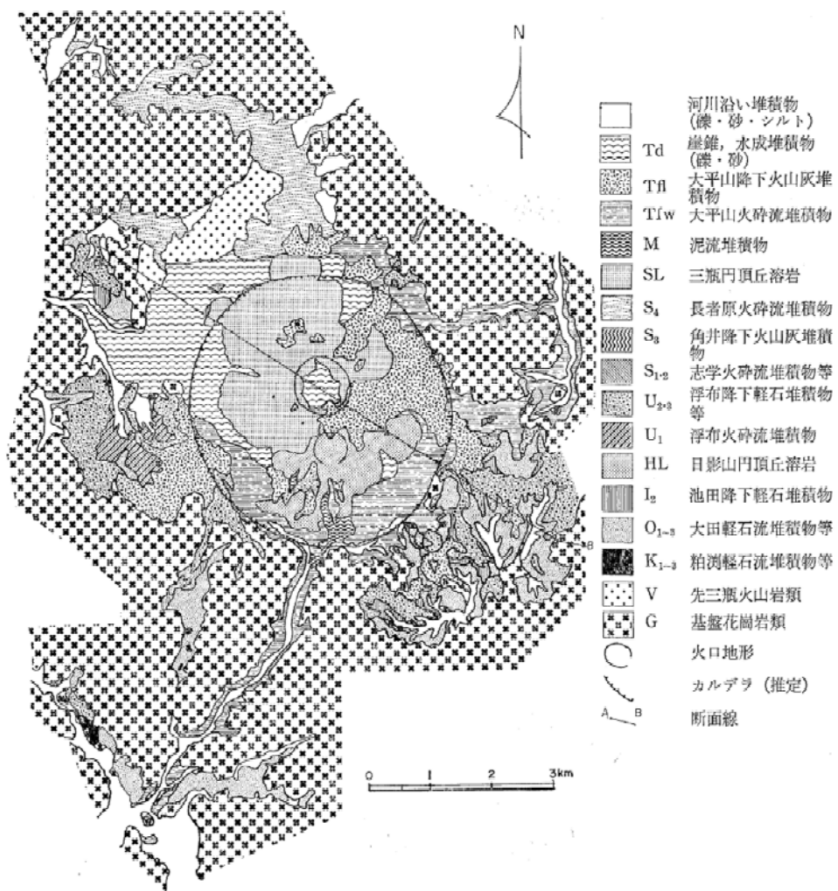 N
河川沿い堆積物
(礫・砂・シルト)
Td 崖錐，水成堆積物
(礫・砂)
Tfl 大平山降下火山灰堆
積物
Tfw 大平山火砕流堆積物
M 泥流堆積物
SL 三瓶円頂丘溶岩
S₄ 長者原火砕流堆積物
S₃ 角井降下火山灰堆積
物
S₁·₂ 志学火砕流堆積物等
U₂·₃ 浮布降下軽石堆積物
等
U₁ 浮布火砕流堆積物
HL 日影山円頂丘溶岩
I₂ 池田降下軽石堆積物
O₁₋₃ 大田軽石流堆積物等
K₁₋₃ 粕渕軽石流堆積物等
V 先三瓶火山岩類
G 基盤花崗岩類
火口地形
カルデラ (推定)
A B 断面線
B
0 1 2 3km